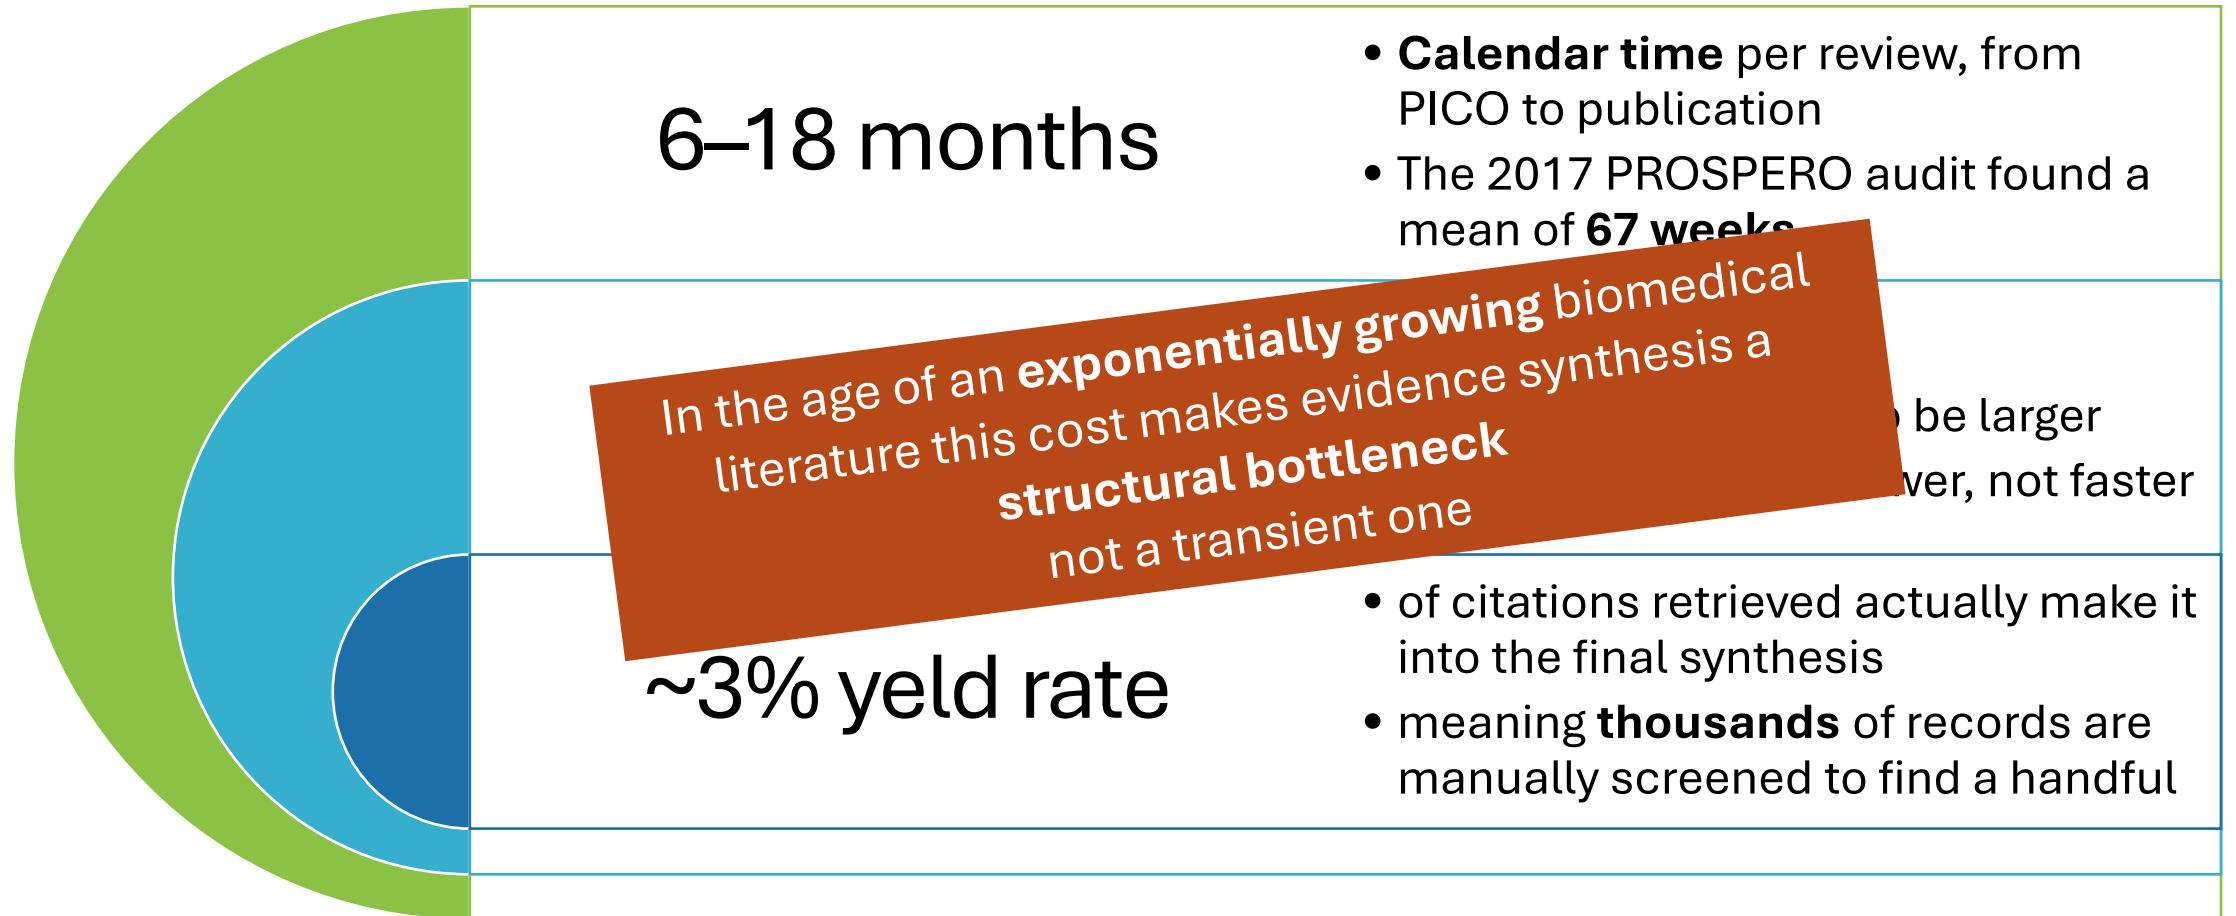 6–18 months
• Calendar time per review, from
PICO to publication
• The 2017 PROSPERO audit found a
mean of 67 weeks
In the age of an exponentially growing biomedical
literature this cost makes evidence synthesis a
structural bottleneck
not a transient one
be larger
not faster
~3% yeld rate
• of citations retrieved actually make it
into the final synthesis
• meaning thousands of records are
manually screened to find a handful